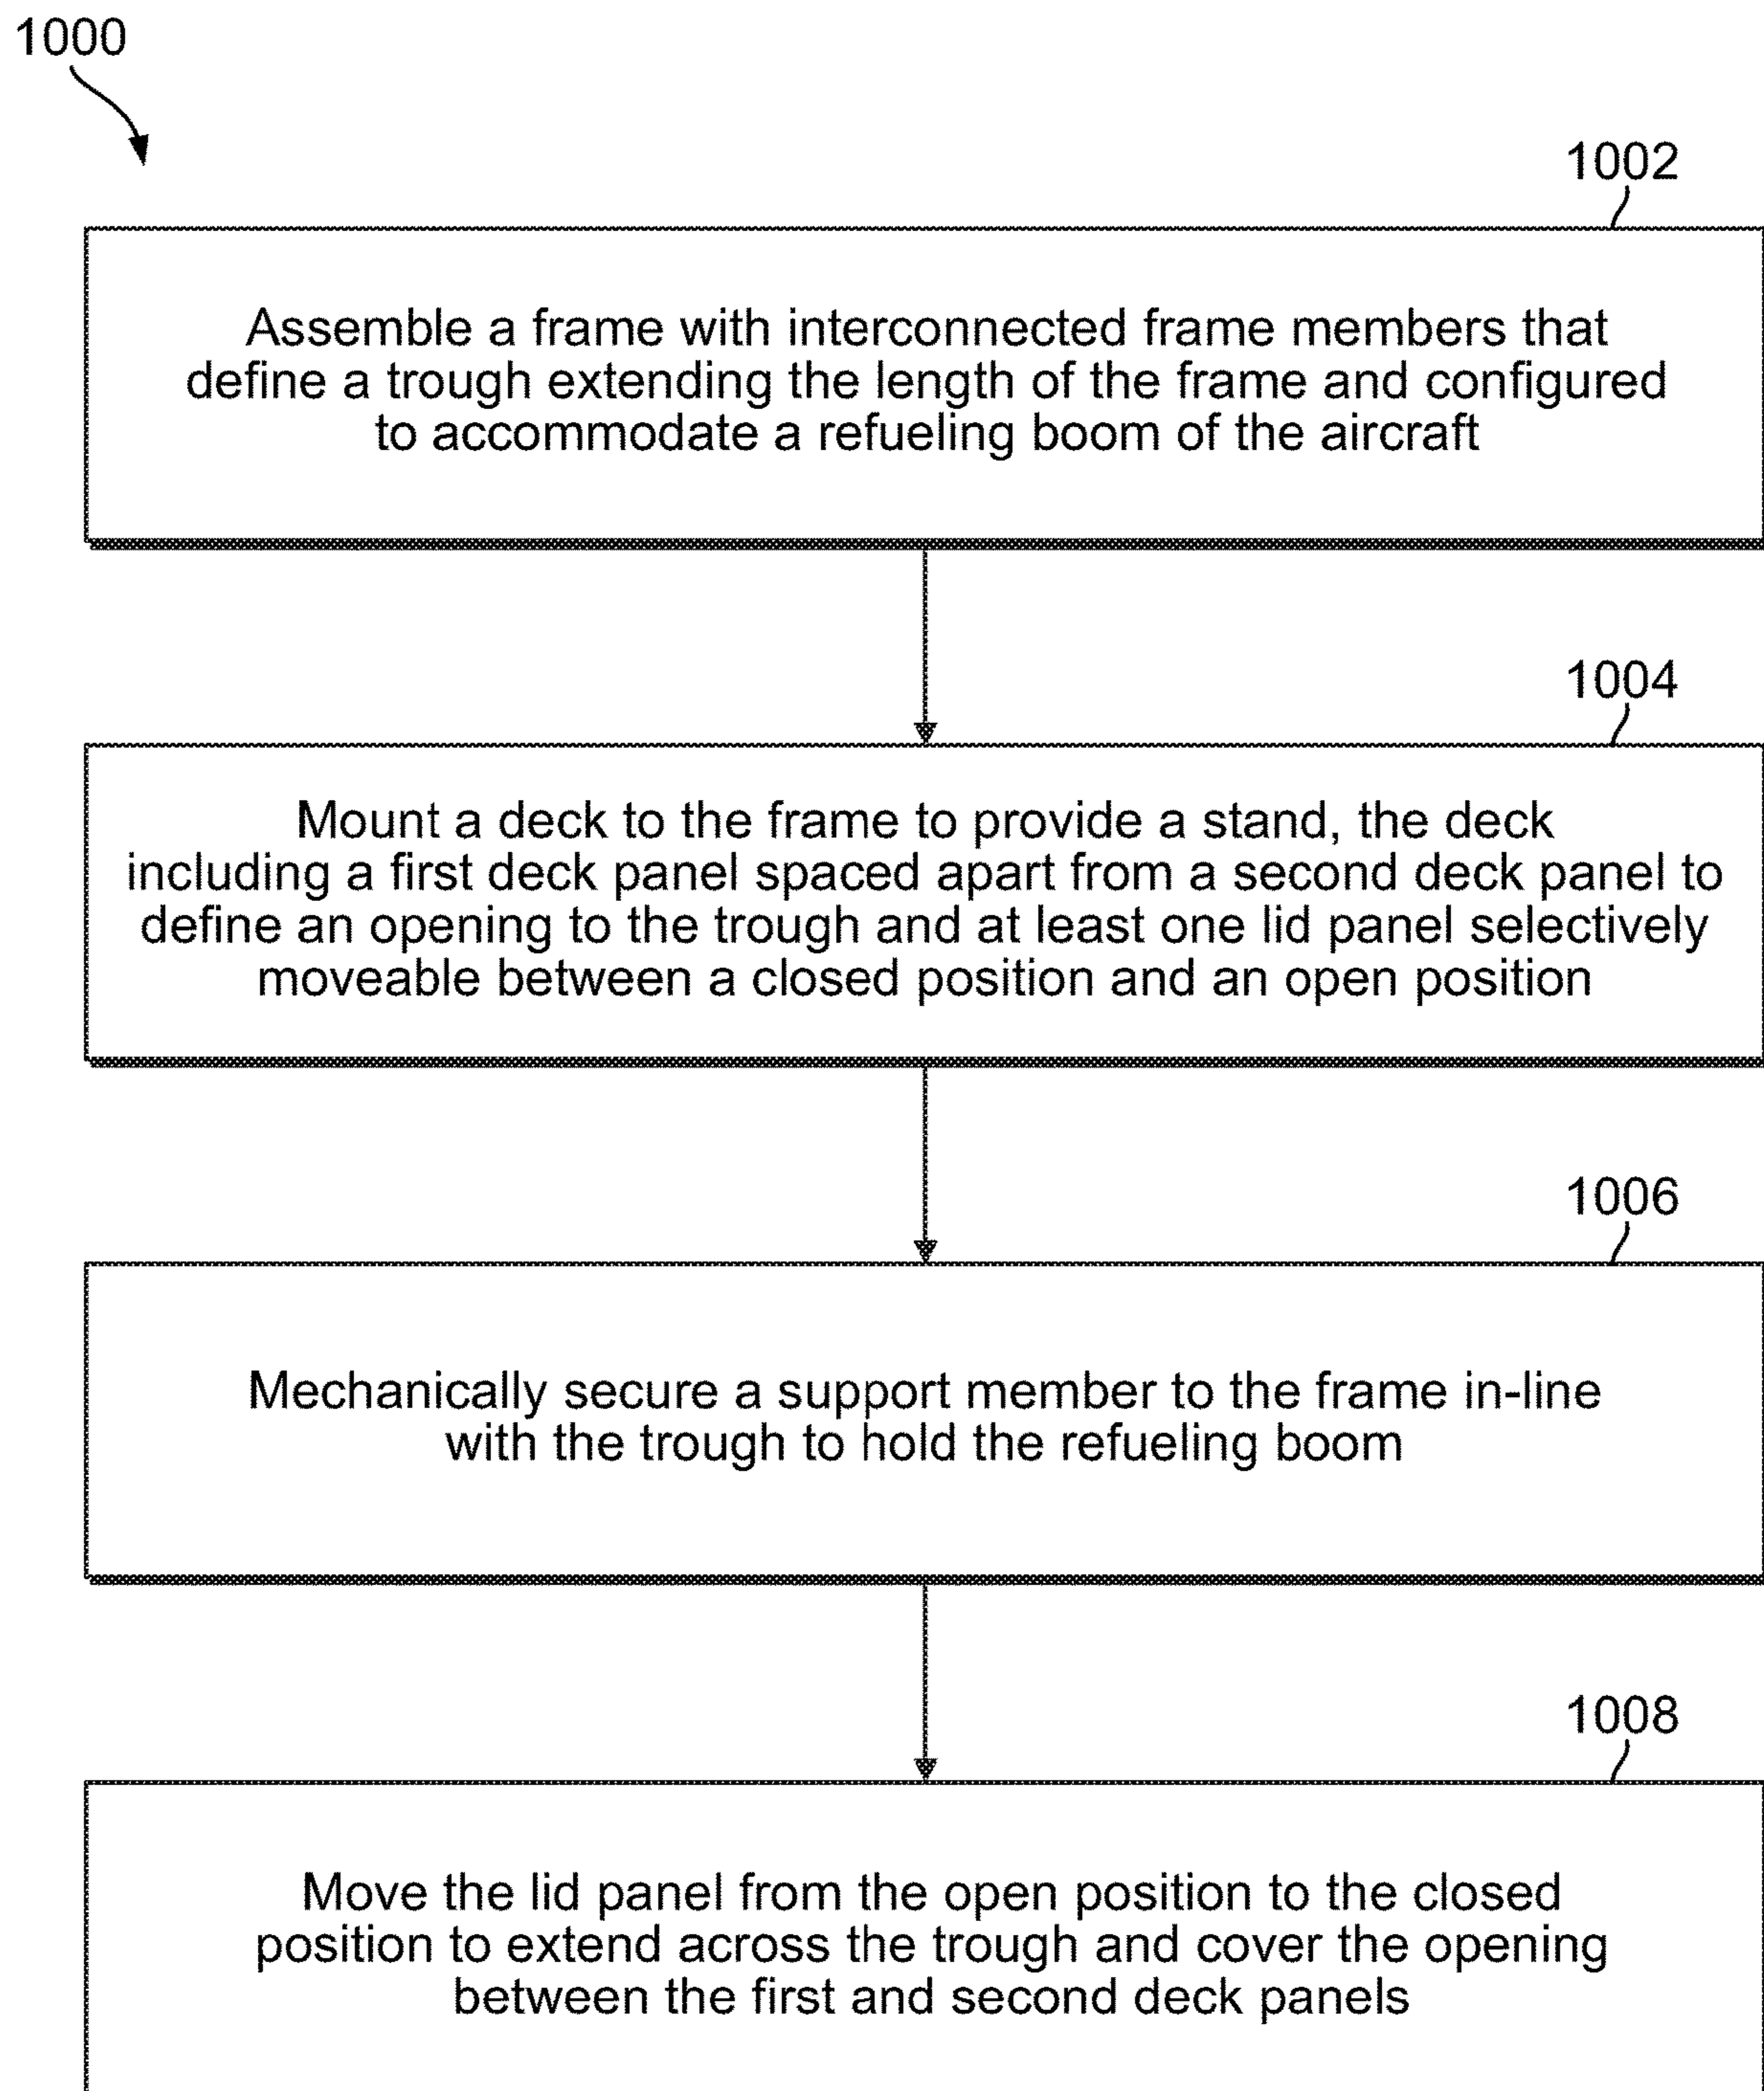 1000
1002
Assemble a frame with interconnected frame members that
define a trough extending the length of the frame and configured
to accommodate a refueling boom of the aircraft
1004
Mount a deck to the frame to provide a stand, the deck
including a first deck panel spaced apart from a second deck panel to
define an opening to the trough and at least one lid panel selectively
moveable between a closed position and an open position
1006
Mechanically secure a support member to the frame in-line
with the trough to hold the refueling boom
1008
Move the lid panel from the open position to the closed
position to extend across the trough and cover the opening
between the first and second deck panels